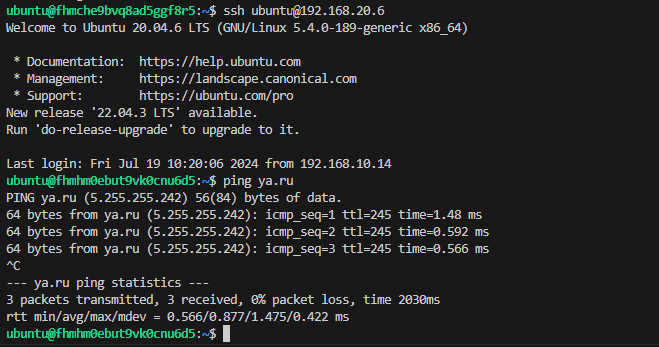 ubuntu@fhmche9bvq8ad5ggf8r5:~$ ssh ubuntu@192.168.20.6
Welcome to Ubuntu 20.04.6 LTS (GNU/Linux 5.4.0-189-generic x86_64)
* Documentation:  https://help.ubuntu.com
* Management:     https://landscape.canonical.com
* Support:        https://ubuntu.com/pro
New release '22.04.3 LTS' available.
Run 'do-release-upgrade' to upgrade to it.
Last login: Fri Jul 19 10:20:06 2024 from 192.168.10.14
ubuntu@fhmhm0ebut9vk0cnu6d5:~$ ping ya.ru
PING ya.ru (5.255.255.242) 56(84) bytes of data.
64 bytes from ya.ru (5.255.255.242): icmp_seq=1 ttl=245 time=1.48 ms
64 bytes from ya.ru (5.255.255.242): icmp_seq=2 ttl=245 time=0.592 ms
64 bytes from ya.ru (5.255.255.242): icmp_seq=3 ttl=245 time=0.566 ms
^C
--- ya.ru ping statistics ---
3 packets transmitted, 3 received, 0% packet loss, time 2030ms
rtt min/avg/max/mdev = 0.566/0.877/1.475/0.422 ms
ubuntu@fhmhm0ebut9vk0cnu6d5:~$